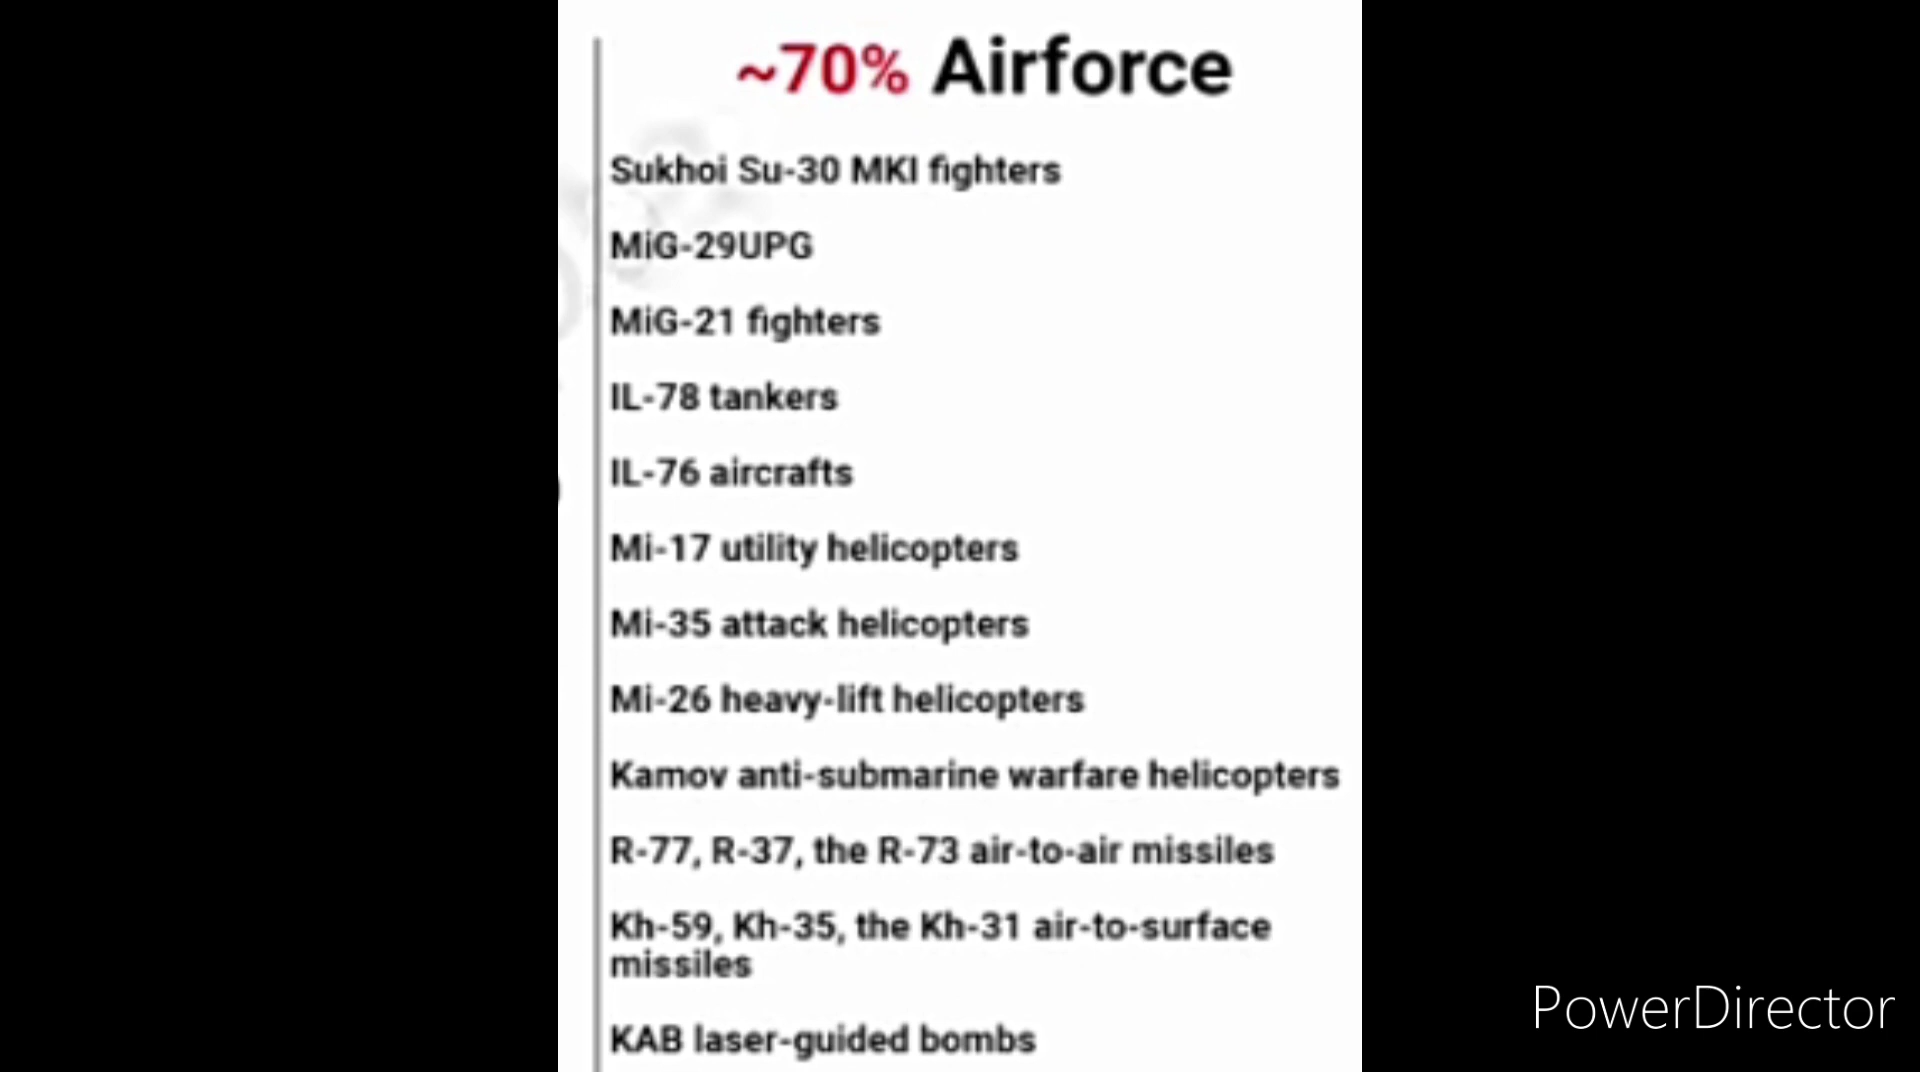 ~70% Airforce
Sukhoi Su-30 MKI fighters
MiG-29UPG
MiG-21 fighters
IL-78 tankers
IL-76 aircrafts
Mi-17 utility helicopters
Mi-35 attack helicopters
Mi-26 heavy-lift helicopters
Kamov anti-submarine warfare helicopters
R-77, R-37, the R-73 air-to-air missiles
Kh-59, Kh-35, the Kh-31 air-to-surface
missiles
KAB laser-guided bombs
PowerDirector